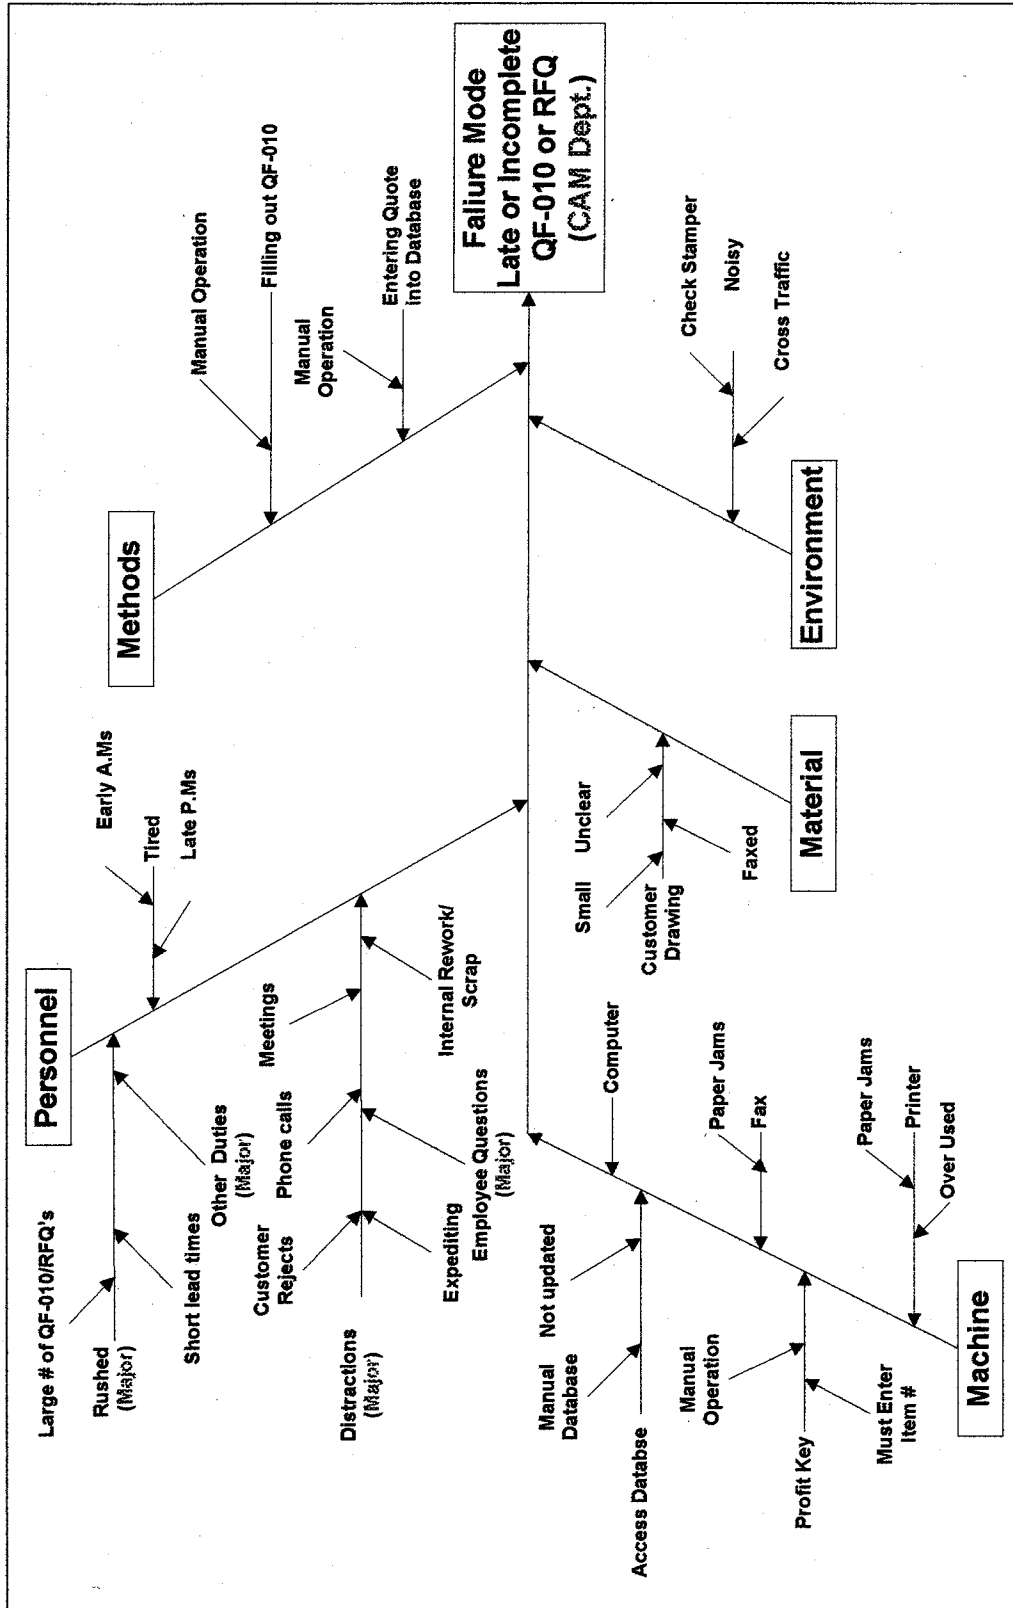 Personnel
Large # of QF-010/RFQ's
Rushed
(Major)
Short lead times
Other Duties
(Major)
Early A.Ms
Tired
Late P.Ms
Distractions
(Major)
Customer
Rejects
Phone calls
Meetings
Expediting
Employee Questions
(Major)
Internal Rework/
Scrap
Methods
Manual Operation
Filling out QF-010
Manual
Operation
Entering Quote
into Database
Faliure Mode
Late or Incomplete
QF-010 or RFQ
(CAM Dept.)
Computer
Manual
Database
Not updated
Access Databse
Paper Jams
Fax
Manual
Operation
Profit Key
Must Enter
Item #
Paper Jams
Printer
Over Used
Machine
Small
Unclear
Customer
Drawing
Faxed
Material
Check Stamper
Noisy
Cross Traffic
Environment